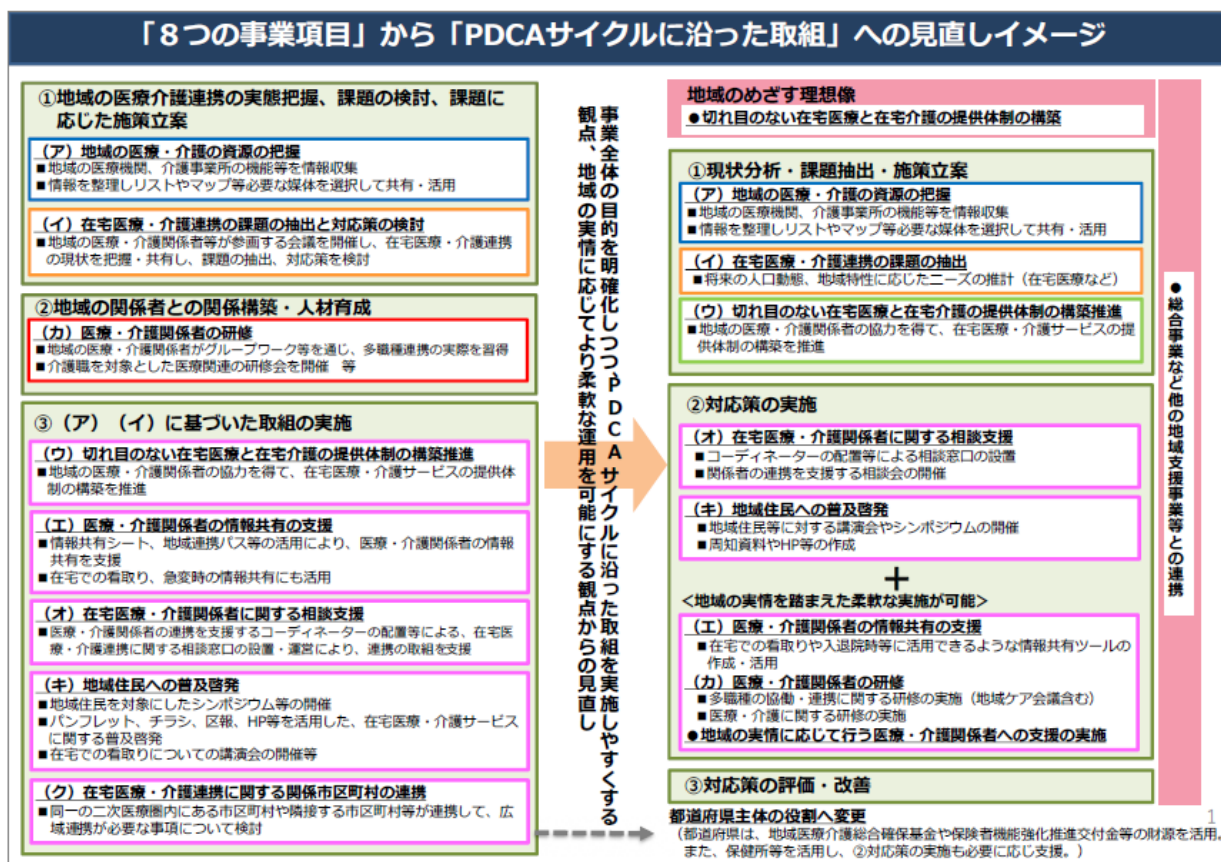 「８つの事業項目」から「PDCAサイクルに沿った取組」への見直しイメージ
①地域の医療介護連携の実態把握、課題の検討、課題に
応じた施策立案
（ア）地域の医療・介護の資源の把握
■地域の医療機関、介護事業所の機能等を情報収集
■情報を整理しリストやマップ等必要な媒体を選択して共有・活用
（イ）在宅医療・介護連携の課題の抽出と対応策の検討
■地域の医療・介護関係者等が参画する会議を開催し、在宅医療・介護連携
の現状を把握・共有し、課題の抽出、対応策を検討
②地域の関係者との関係構築・人材育成
（カ）医療・介護関係者の研修
■地域の医療・介護関係者がグループワーク等を通じ、多職種連携の実際を習得
■介護職を対象とした医療関連の研修会を開催　等
③（ア）（イ）に基づいた取組の実施
（ウ）切れ目のない在宅医療と在宅介護の提供体制の構築推進
■地域の医療・介護関係者の協力を得て、在宅医療・介護サービスの提供体
制の構築を推進
（エ）医療・介護関係者の情報共有の支援
■情報共有シート、地域連携パス等の活用により、医療・介護関係者の情報
共有を支援
■在宅での看取り、急変時の情報共有にも活用
（オ）在宅医療・介護関係者に関する相談支援
■医療・介護関係者の連携を支援するコーディネーターの配置等による、在宅医
療・介護連携に関する相談窓口の設置・運営により、連携の取組を支援
（キ）地域住民への普及啓発
■地域住民を対象にしたシンポジウム等の開催
■パンフレット、チラシ、区報、HP等を活用した、在宅医療・介護サービス
に関する普及啓発
■在宅での看取りについての講演会の開催等
（ク）在宅医療・介護連携に関する関係市区町村の連携
■同一の二次医療圏内にある市区町村や隣接する市区町村等が連携して、広
域連携が必要な事項について検討
事業全体の目的を明確化しつつ、PDCAサイクルに沿った取組を実施しやすくする
観点、地域の実情に応じてより柔軟な運用を可能にする観点からの見直し
地域のめざす理想像
●切れ目のない在宅医療と在宅介護の提供体制の構築
①現状分析・課題抽出・施策立案
（ア）地域の医療・介護の資源の把握
■地域の医療機関、介護事業所の機能等を情報収集
■情報を整理しリストやマップ等必要な媒体を選択して共有・活用
（イ）在宅医療・介護連携の課題の抽出
■将来の人口動態、地域特性に応じたニーズの推計（在宅医療など）
（ウ）切れ目のない在宅医療と在宅介護の提供体制の構築推進
■地域の医療・介護関係者の協力を得て、在宅医療・介護サービスの提
供体制の構築を推進
②対応策の実施
（オ）在宅医療・介護関係者に関する相談支援
■コーディネーターの配置等による相談窓口の設置
■関係者の連携を支援する相談会の開催
（キ）地域住民への普及啓発
■地域住民等に対する講演会やシンポジウムの開催
■周知資料やHP等の作成
＋
＜地域の実情を踏まえた柔軟な実施が可能＞
（エ）医療・介護関係者の情報共有の支援
■在宅での看取りや入退院時等に活用できるような情報共有ツールの
作成・活用
（カ）医療・介護関係者の研修
■多職種の協働・連携に関する研修の実施（地域ケア会議含む）
■医療・介護に関する研修の実施
●地域の実情に応じて行う医療・介護関係者への支援の実施
③対応策の評価・改善
●総合事業など他の地域支援事業等との連携
都道府県主体の役割へ変更
（都道府県は、地域医療介護総合確保基金や保険者機能強化推進交付金等の財源を活用。
また、保健所等を活用し、②対応策の実施も必要に応じ支援。）
1